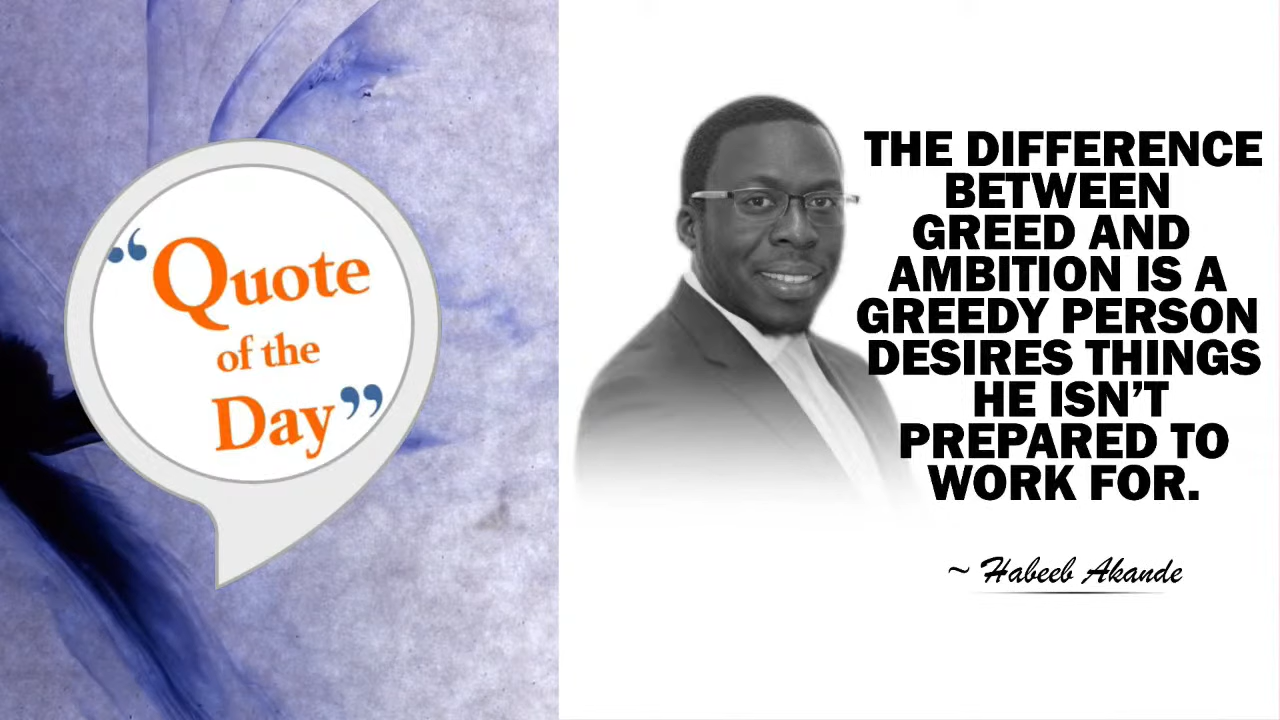 “Quote
of the
Day”
THE DIFFERENCE
BETWEEN
GREED AND
AMBITION IS A
GREEDY PERSON
DESIRES THINGS
HE ISN’T
PREPARED TO
WORK FOR.
~ Habeeb Akande